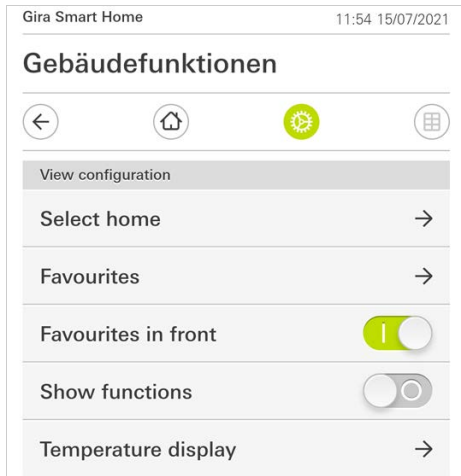 Gira Smart Home 11:54 15/07/2021
Gebäudefunktionen
View configuration
Select home
Favourites
Favourites in front
Show functions
Temperature display